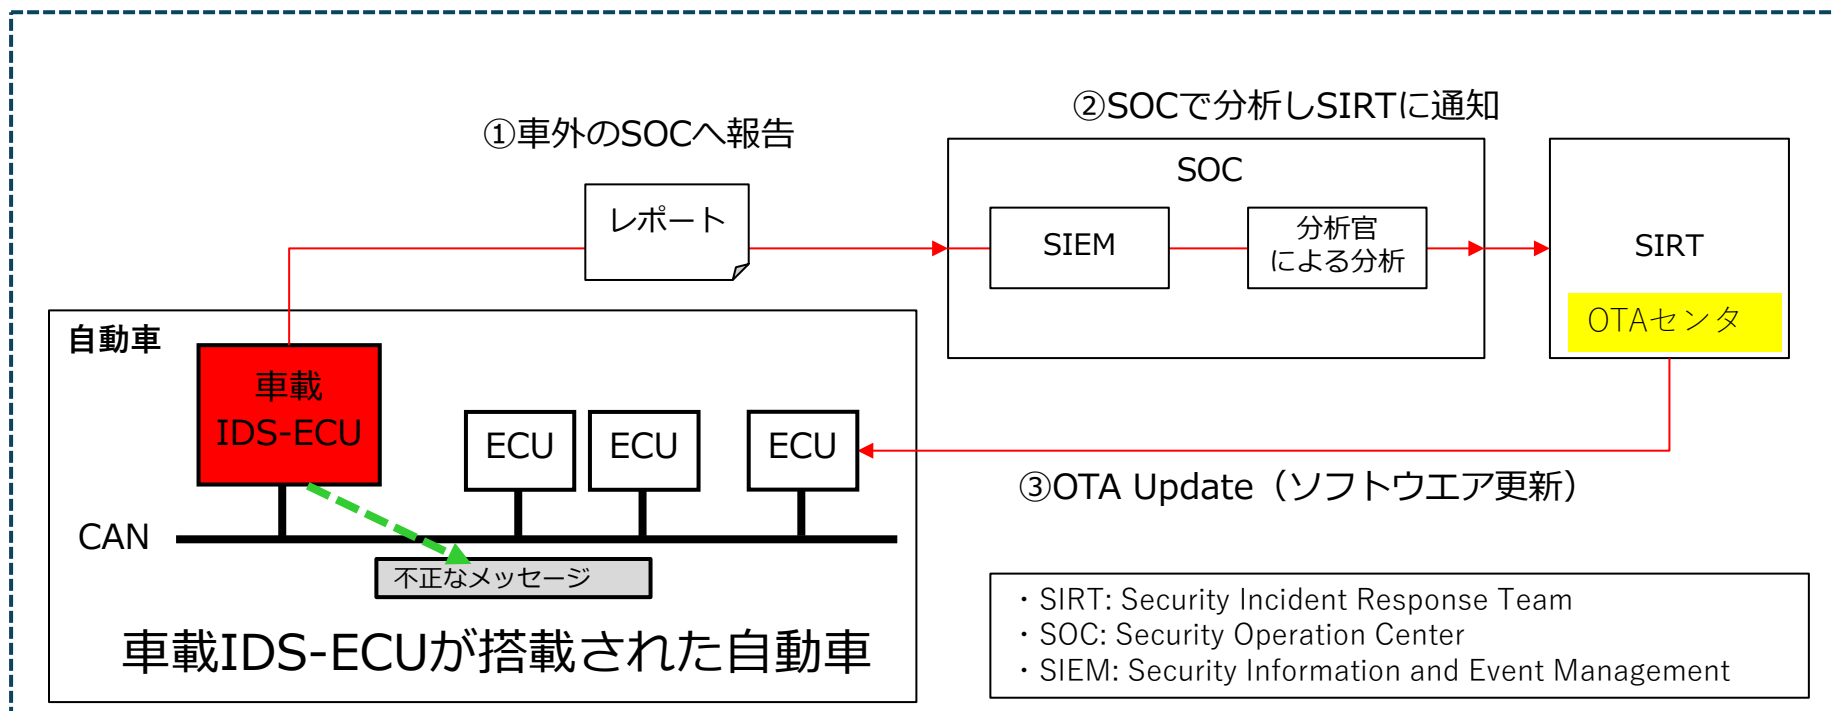 ①車外のSOCへ報告
②SOCで分析しSIRTに通知
レポート
SOC
SIEM
分析官
による分析
SIRT
OTAセンタ
自動車
車載
IDS-ECU
ECU
ECU
ECU
③OTA Update（ソフトウエア更新）
CAN
不正なメッセージ
車載IDS-ECUが搭載された自動車
・SIRT: Security Incident Response Team
・SOC: Security Operation Center
・SIEM: Security Information and Event Management